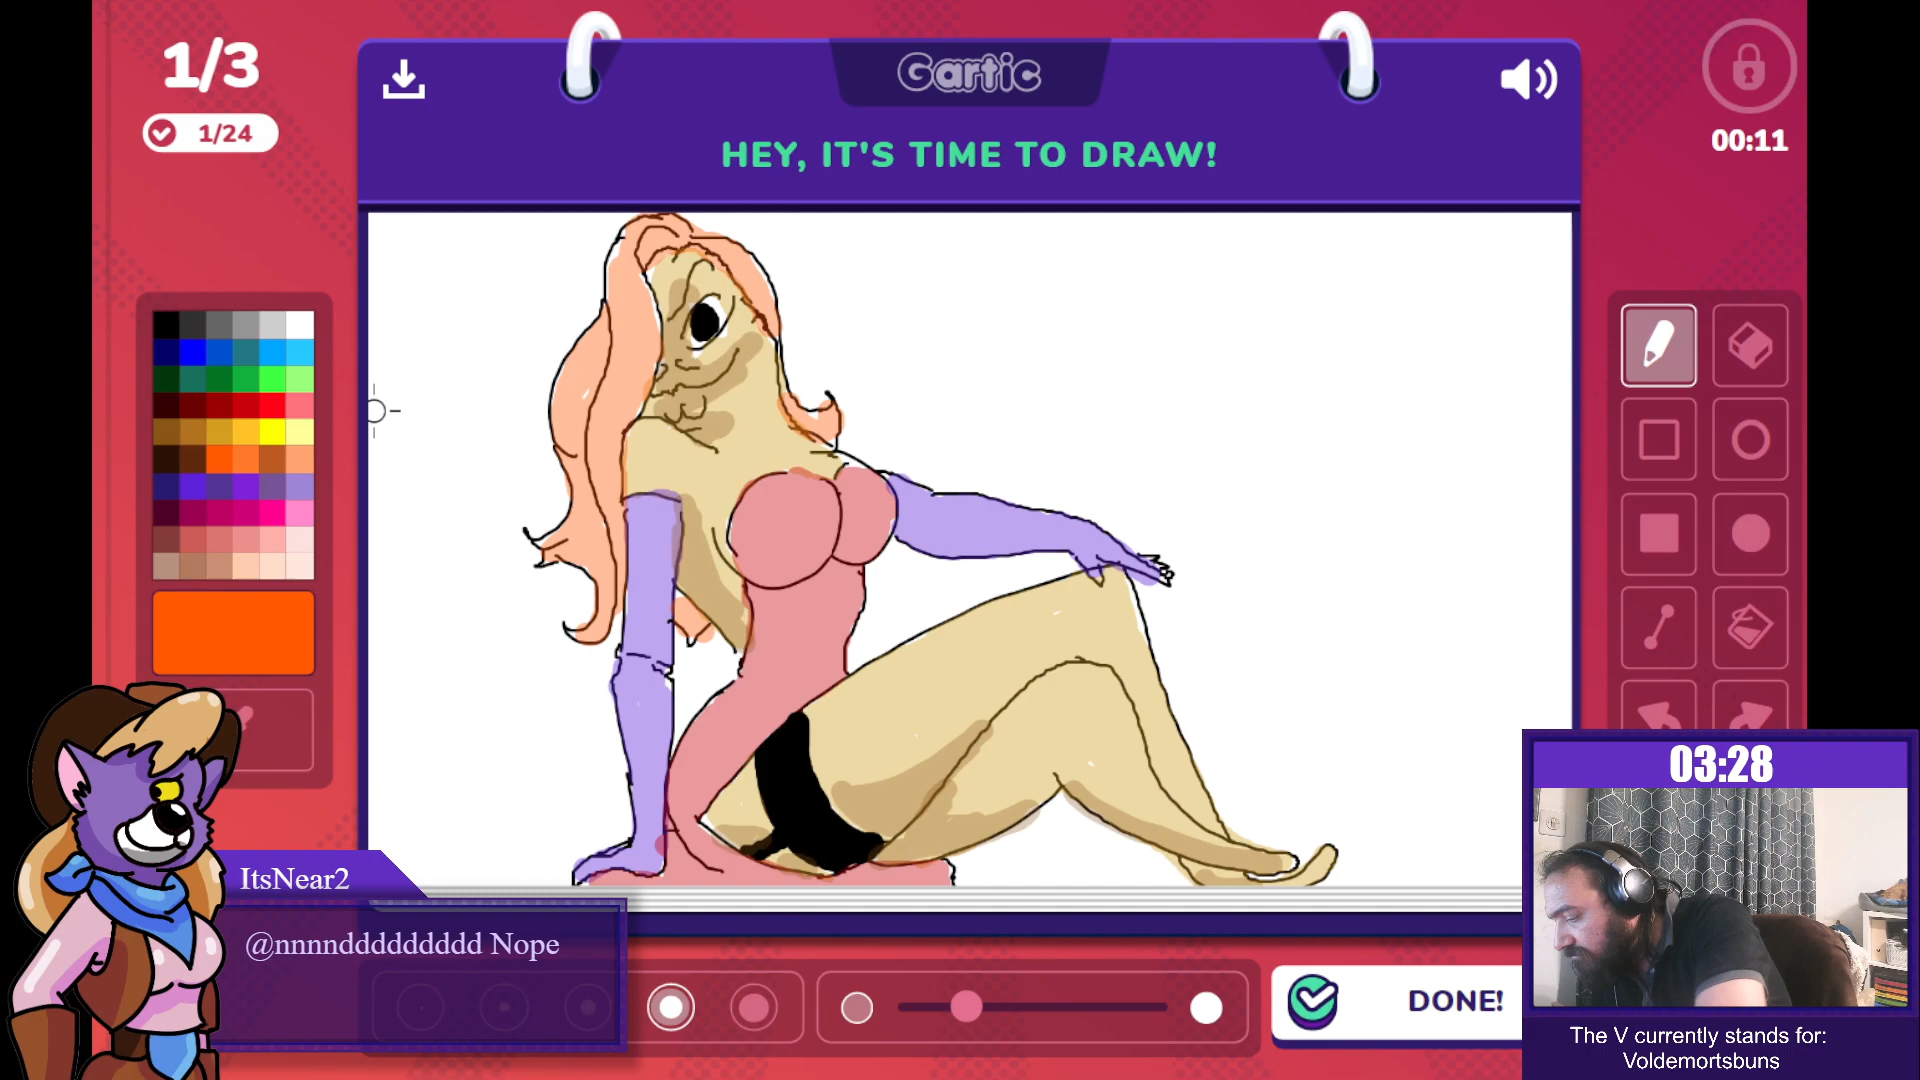 1/3
1/24
Gartic
HEY, IT'S TIME TO DRAW!
00:11
ItsNear2
@nnnndddddddddd Nope
DONE!
03:28
The V currently stands for:
Voldemortsbuns